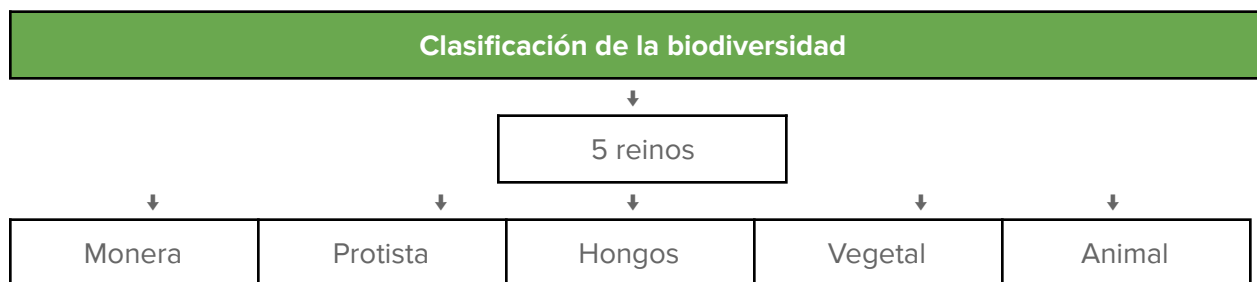 Clasificación de la biodiversidad
5 reinos
Monera Protista Hongos Vegetal Animal